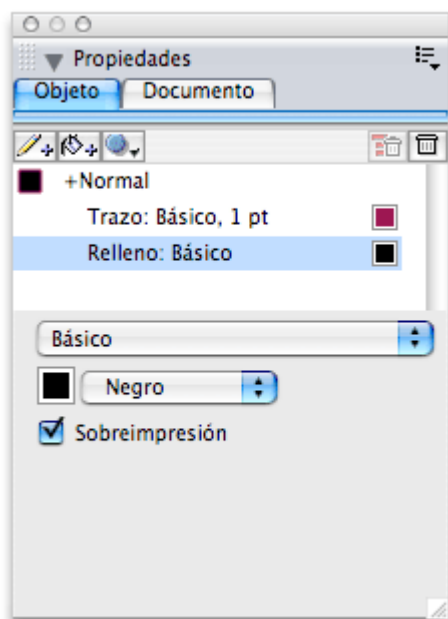 Propiedades
Objeto Documento
+Normal
Trazo: Básico, 1 pt
Relleno: Básico
Básico
Negro
Sobreimpresión